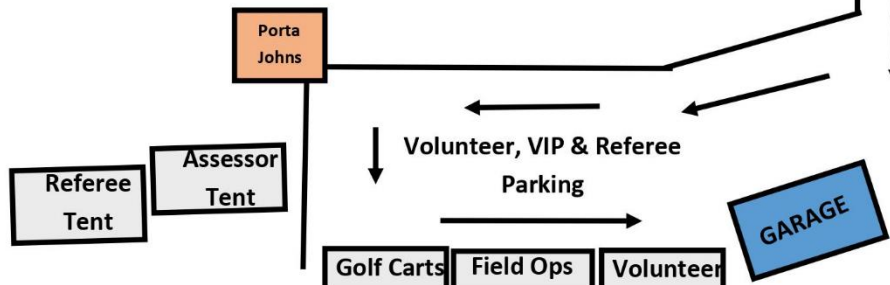 Porta
Johns
Volunteer, VIP & Referee
Parking
Assessor
Tent
Referee
Tent
GARAGE
Golf Carts
Field Ops
Volunteer